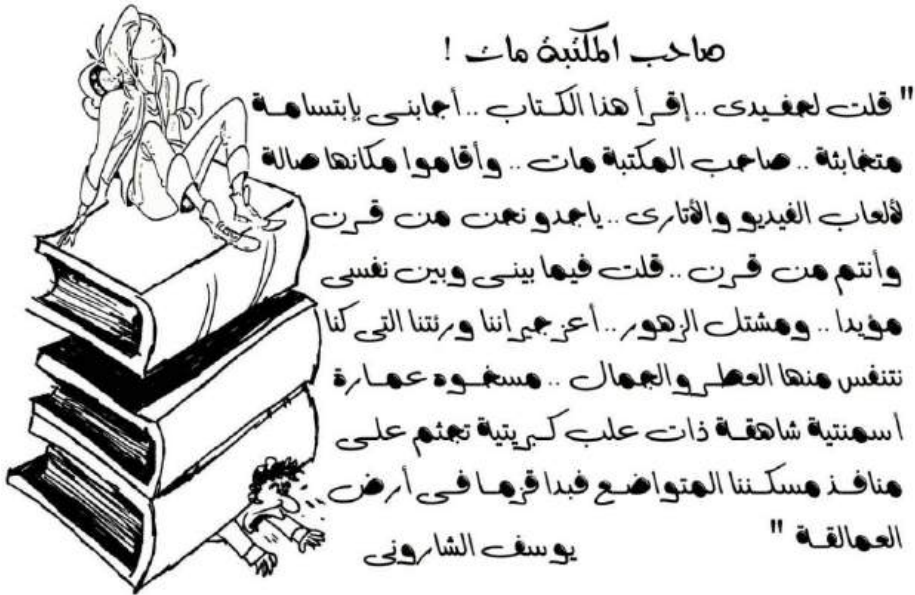 صاحب المكتبة مات !
" قلت لحفيدى .. إقرأ هذا الكتاب .. أجابنى بإبتسامة
متخابثة .. صاحب المكتبة مات .. وأقاموا مكانها صالة
لألعاب الفيديو والأتارى .. ياجدو نحن من قرن
وأنتم من قرن .. قلت فيما بينى وبين نفسى
مؤيدا .. ومشتل الزهور .. أعز جيراننا ورئتنا التى كنا
نتنفس منها العطر والجمال .. مسخوه عمارة
أسمنتية شاهقة ذات علب كبريتية تجثم على
منافذ مسكننا المتواضع فبدا قزما فى أرض
العمالقة "
يوسف الشارونى